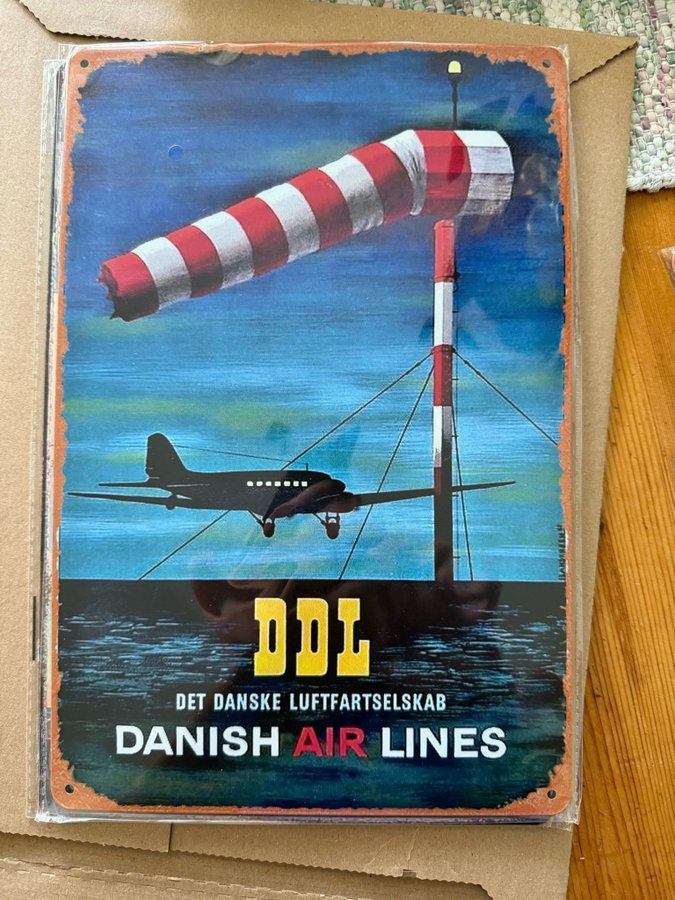 DDL
DET DANSKE LUFTFARTSELSKAB
DANISH AIR LINES